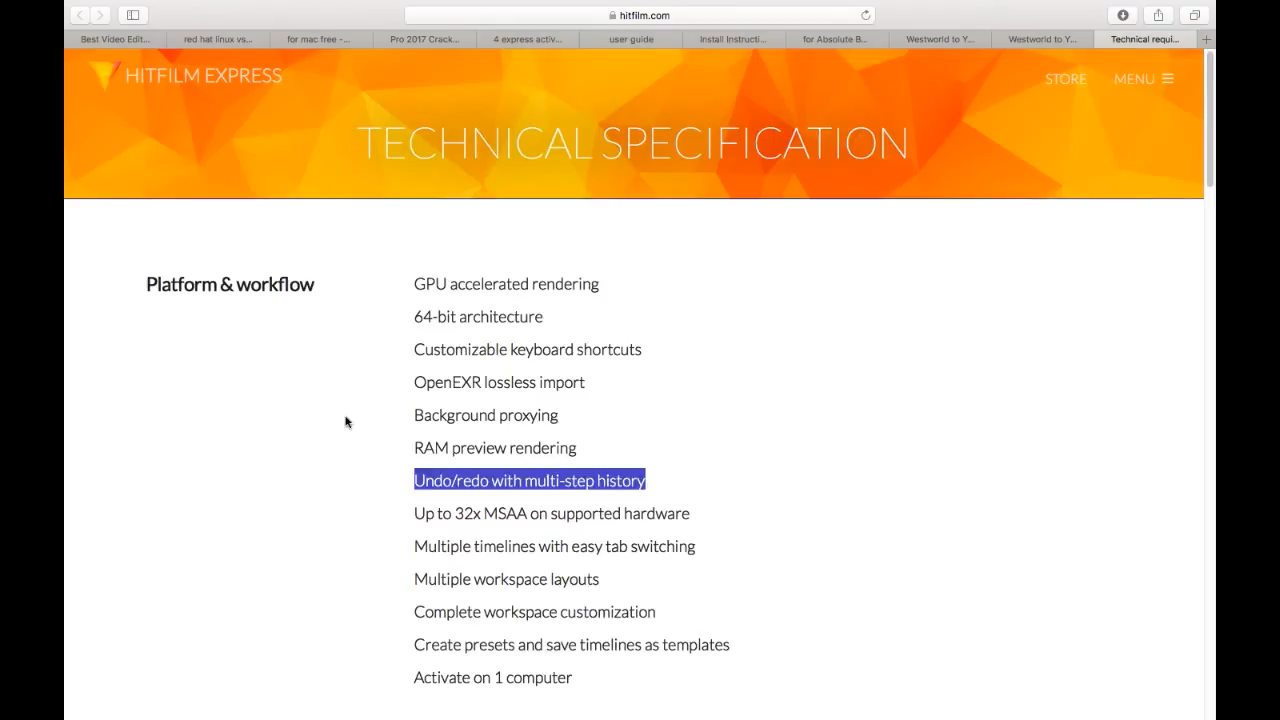 hitfilm.com
Best Video Edit...
red hat linux vs...
for mac free -...
Pro 2017 Crack...
4 express activ...
user guide
Install Instructi...
for Absolute B...
Westworld to Y...
Westworld to Y...
Technical requi...
HITFILM EXPRESS
STORE
MENU
TECHNICAL SPECIFICATION
Platform & workflow
GPU accelerated rendering
64-bit architecture
Customizable keyboard shortcuts
OpenEXR lossless import
Background proxying
RAM preview rendering
Undo/redo with multi-step history
Up to 32x MSAA on supported hardware
Multiple timelines with easy tab switching
Multiple workspace layouts
Complete workspace customization
Create presets and save timelines as templates
Activate on 1 computer